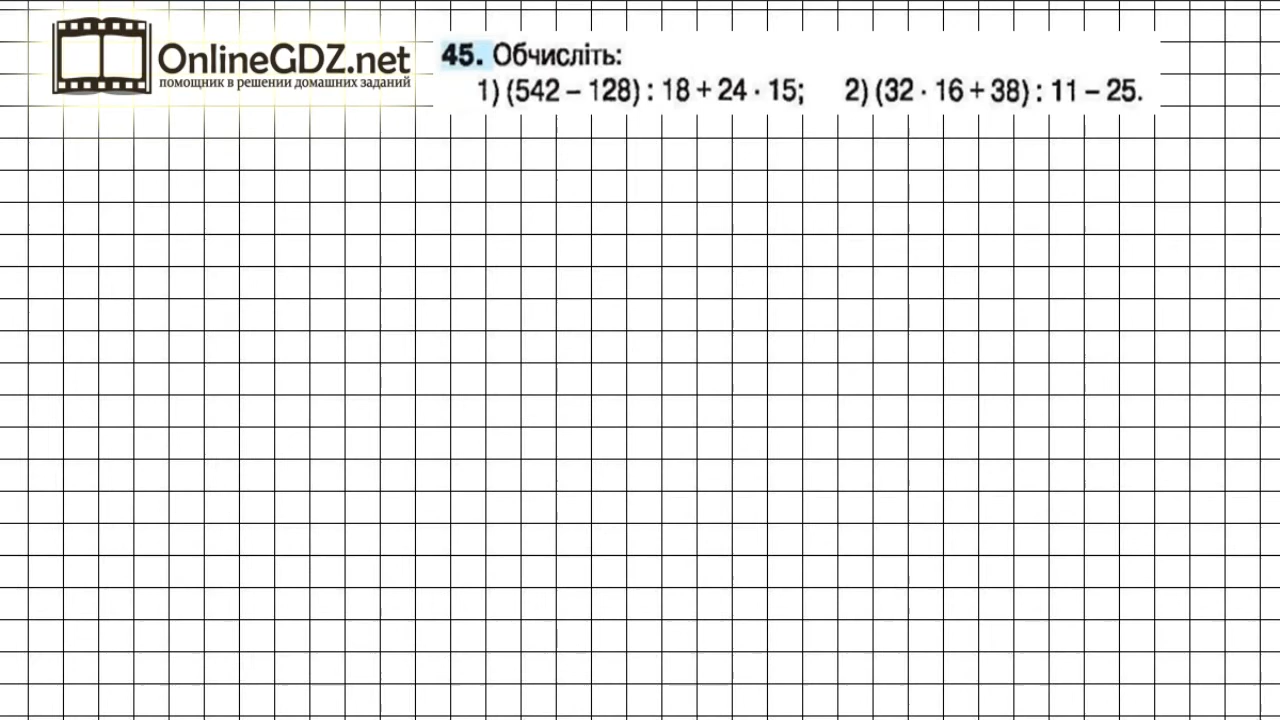 OnlineGDZ.net
помощник в решении домашних заданий
45. Обчисліть:
1) (542 – 128) : 18 + 24 · 15; 2) (32 · 16 + 38) : 11 – 25.